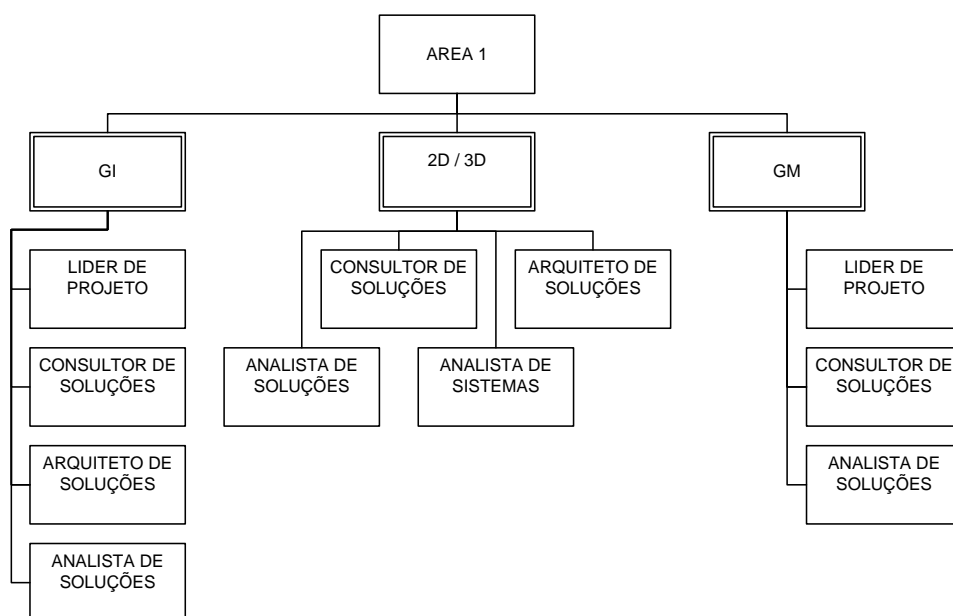 AREA 1
GI
2D / 3D
GM
LIDER DE
PROJETO
CONSULTOR DE
SOLUÇÕES
ARQUITETO DE
SOLUÇÕES
ANALISTA DE
SOLUÇÕES
CONSULTOR DE
SOLUÇÕES
ARQUITETO DE
SOLUÇÕES
ANALISTA DE
SOLUÇÕES
ANALISTA DE
SISTEMAS
LIDER DE
PROJETO
CONSULTOR DE
SOLUÇÕES
ANALISTA DE
SOLUÇÕES